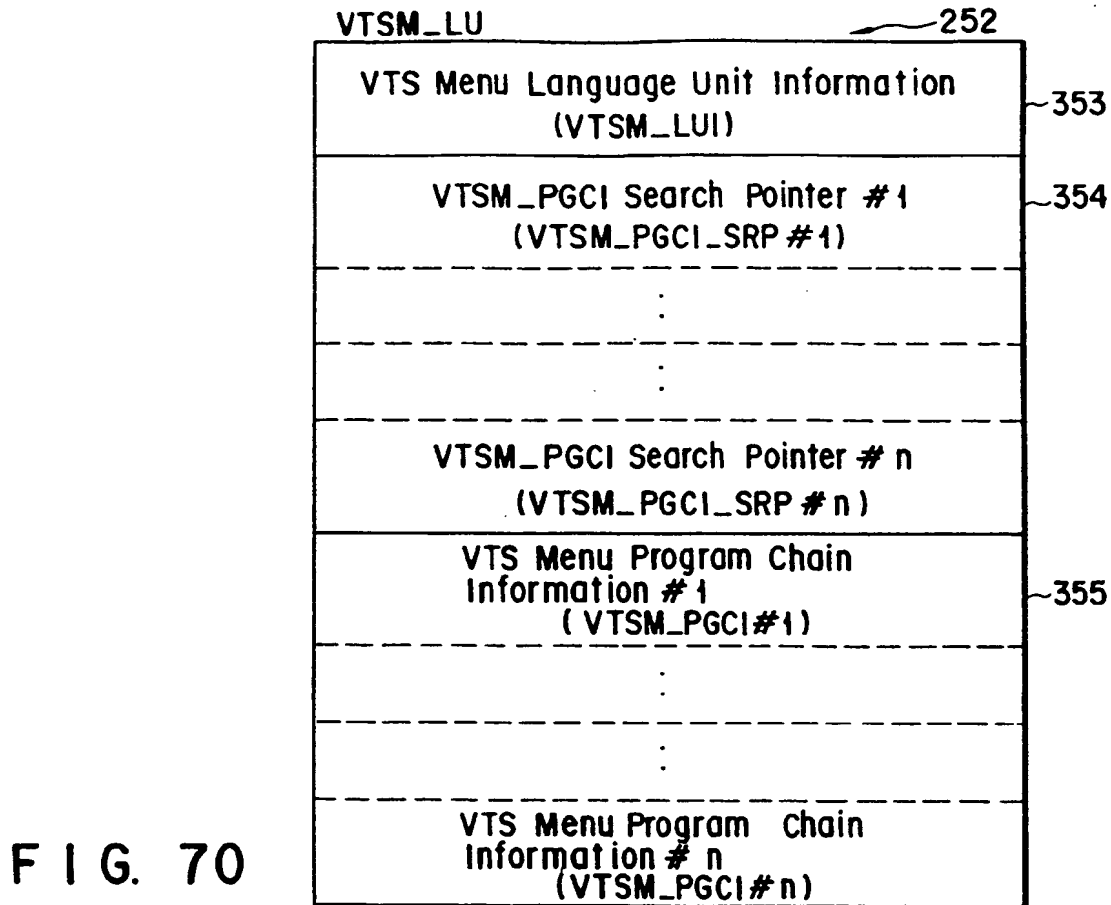 VTSM_LU
252
VTS Menu Language Unit Information
(VTSM_LUI)
353
VTSM_PGCI Search Pointer #1
(VTSM_PGCI_SRP #1)
354
VTSM_PGCI Search Pointer # n
(VTSM_PGCI_SRP # n)
VTS Menu Program Chain
Information # 1
(VTSM_PGCI#1)
355
VTS Menu Program Chain
Information # n
(VTSM_PGCI#n)
FIG. 70